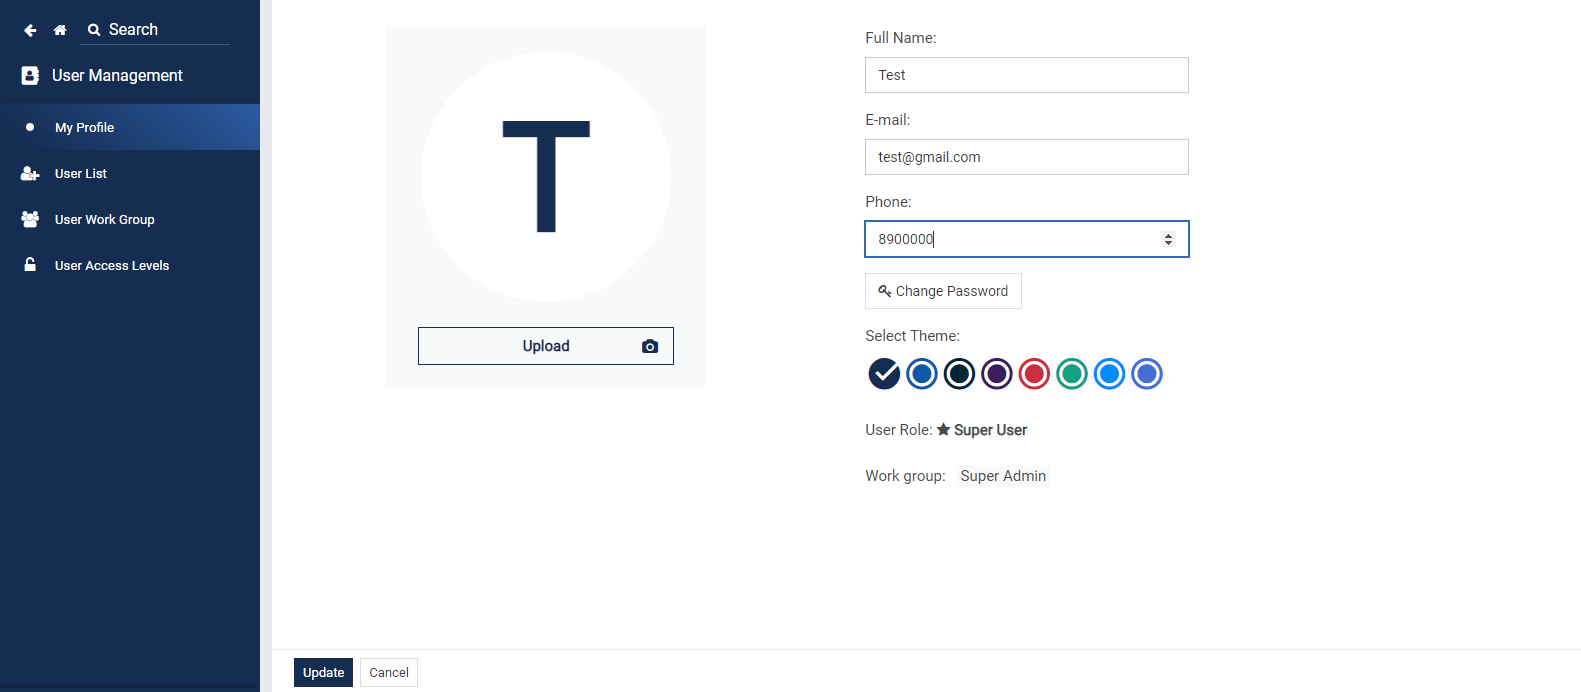 Search
User Management
My Profile
User List
User Work Group
User Access Levels
T
Upload
Full Name:
Test
E-mail:
test@gmail.com
Phone:
8900000
Change Password
Select Theme:
User Role: Super User
Work group: Super Admin
Update Cancel